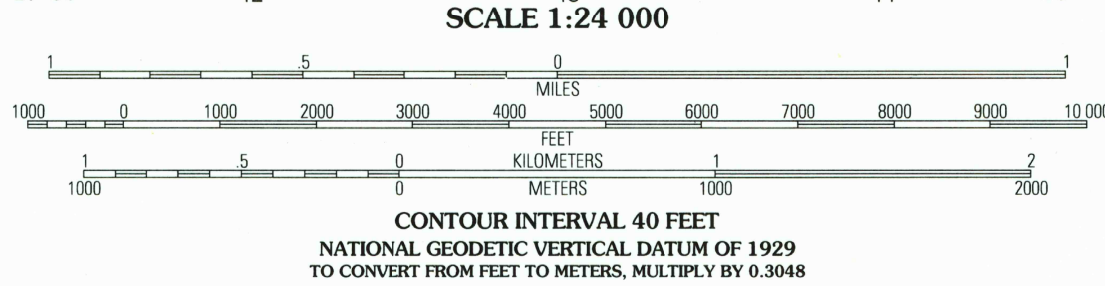 SCALE 1:24 000
1 .5 0 1
MILES
1000 0 1000 2000 3000 4000 5000 6000 7000 8000 9000 10 000
FEET
1 .5 0 KILOMETERS 1 2
1000 0 METERS 1000 2000
CONTOUR INTERVAL 40 FEET
NATIONAL GEODETIC VERTICAL DATUM OF 1929
TO CONVERT FROM FEET TO METERS, MULTIPLY BY 0.3048